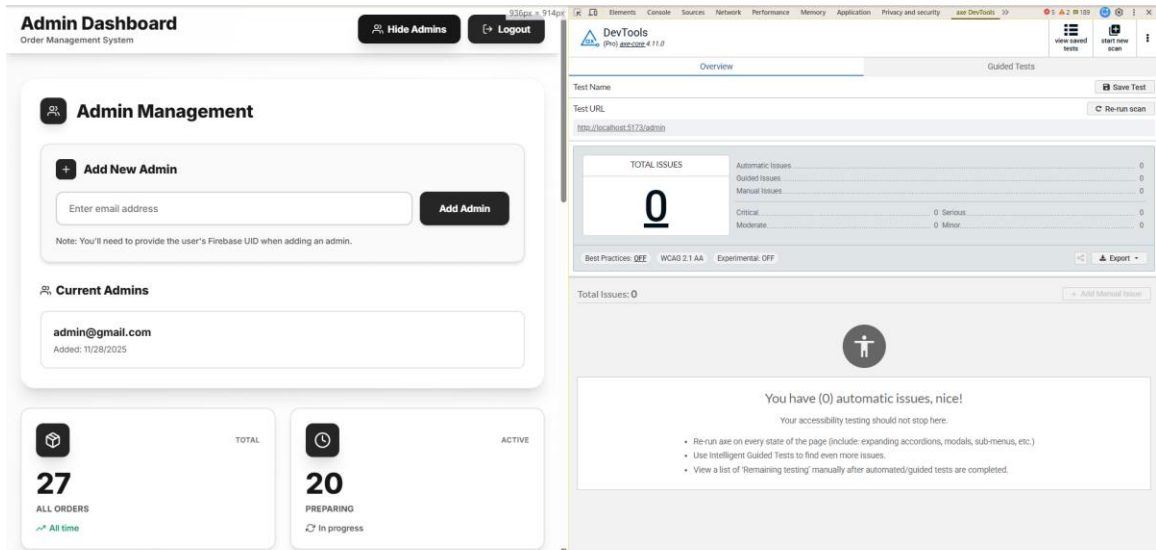 Admin Dashboard
Order Management System
Hide Admins
Logout
936px × 914px
Admin Management
Add New Admin
Enter email address
Add Admin
Note: You'll need to provide the user's Firebase UID when adding an admin.
Current Admins
admin@gmail.com
Added: 11/28/2025
TOTAL
27
ALL ORDERS
All time
ACTIVE
20
PREPARING
In progress
Elements Console Sources Network Performance Memory Application Privacy and security axe DevTools
5 2 189
DevTools
(Pro) axe-core 4.11.0
view saved tests
start new scan
Overview
Guided Tests
Test Name
Save Test
Test URL
Re-run scan
http://localhost:5173/admin
TOTAL ISSUES
0
Automatic Issues 0
Guided Issues 0
Manual Issues 0
Critical 0 Serious 0
Moderate 0 Minor 0
Best Practices: OFF WCAG 2.1 AA Experimental: OFF
Export
Total Issues: 0
+ Add Manual Issue
You have (0) automatic issues, nice!
Your accessibility testing should not stop here.
• Re-run axe on every state of the page (include: expanding accordions, modals, sub-menus, etc.)
• Use Intelligent Guided Tests to find even more issues.
• View a list of 'Remaining testing' manually after automated/guided tests are completed.